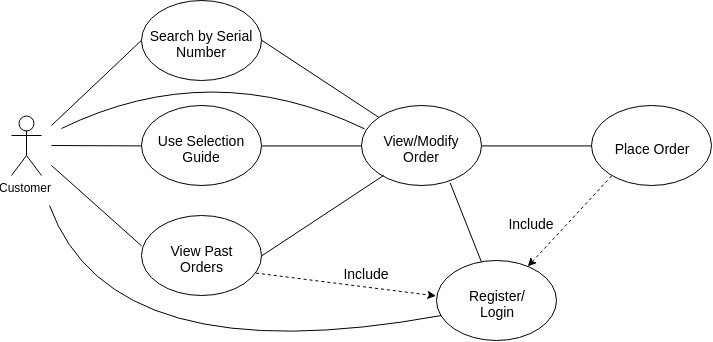 Search by Serial
Number
Use Selection
Guide
View/Modify
Order
Place Order
Customer
Include
View Past
Orders
Include
Register/
Login